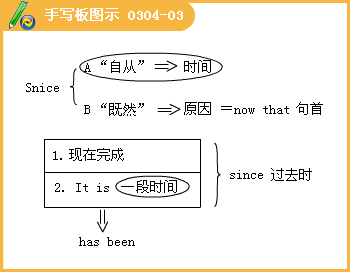 手写板图示 0304-03
A “自从” => 时间
Snice
B “既然” => 原因 =now that 句首
1. 现在完成
since 过去时
2. It is 一段时间
has been